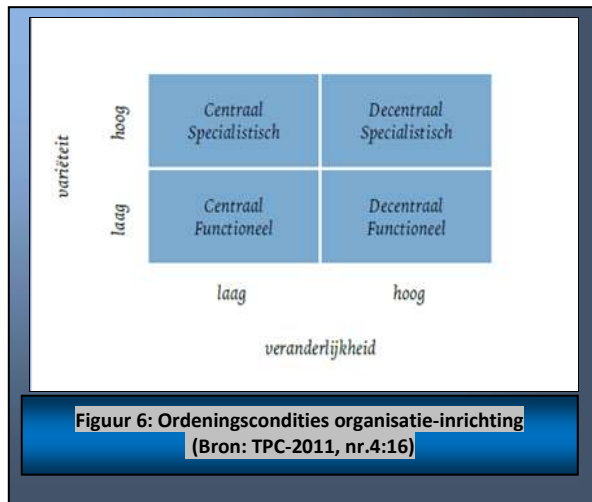 variëteit
hoog
Centraal
Specialistisch
Decentraal
Specialistisch
laag
Centraal
Functioneel
Decentraal
Functioneel
laag
hoog
veranderlijkheid
Figuur 6: Ordeningscondities organisatie-inrichting
(Bron: TPC-2011, nr.4:16)